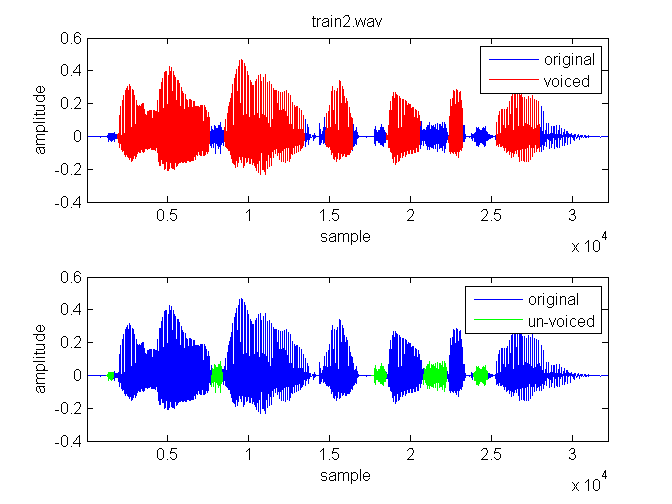 train2.wav
0.6
0.4
0.2
0
-0.2
-0.4
amplitude
original
voiced
0.5 1 1.5 2 2.5 3
sample
x 10^4
0.6
0.4
0.2
0
-0.2
-0.4
amplitude
original
un-voiced
0.5 1 1.5 2 2.5 3
sample
x 10^4